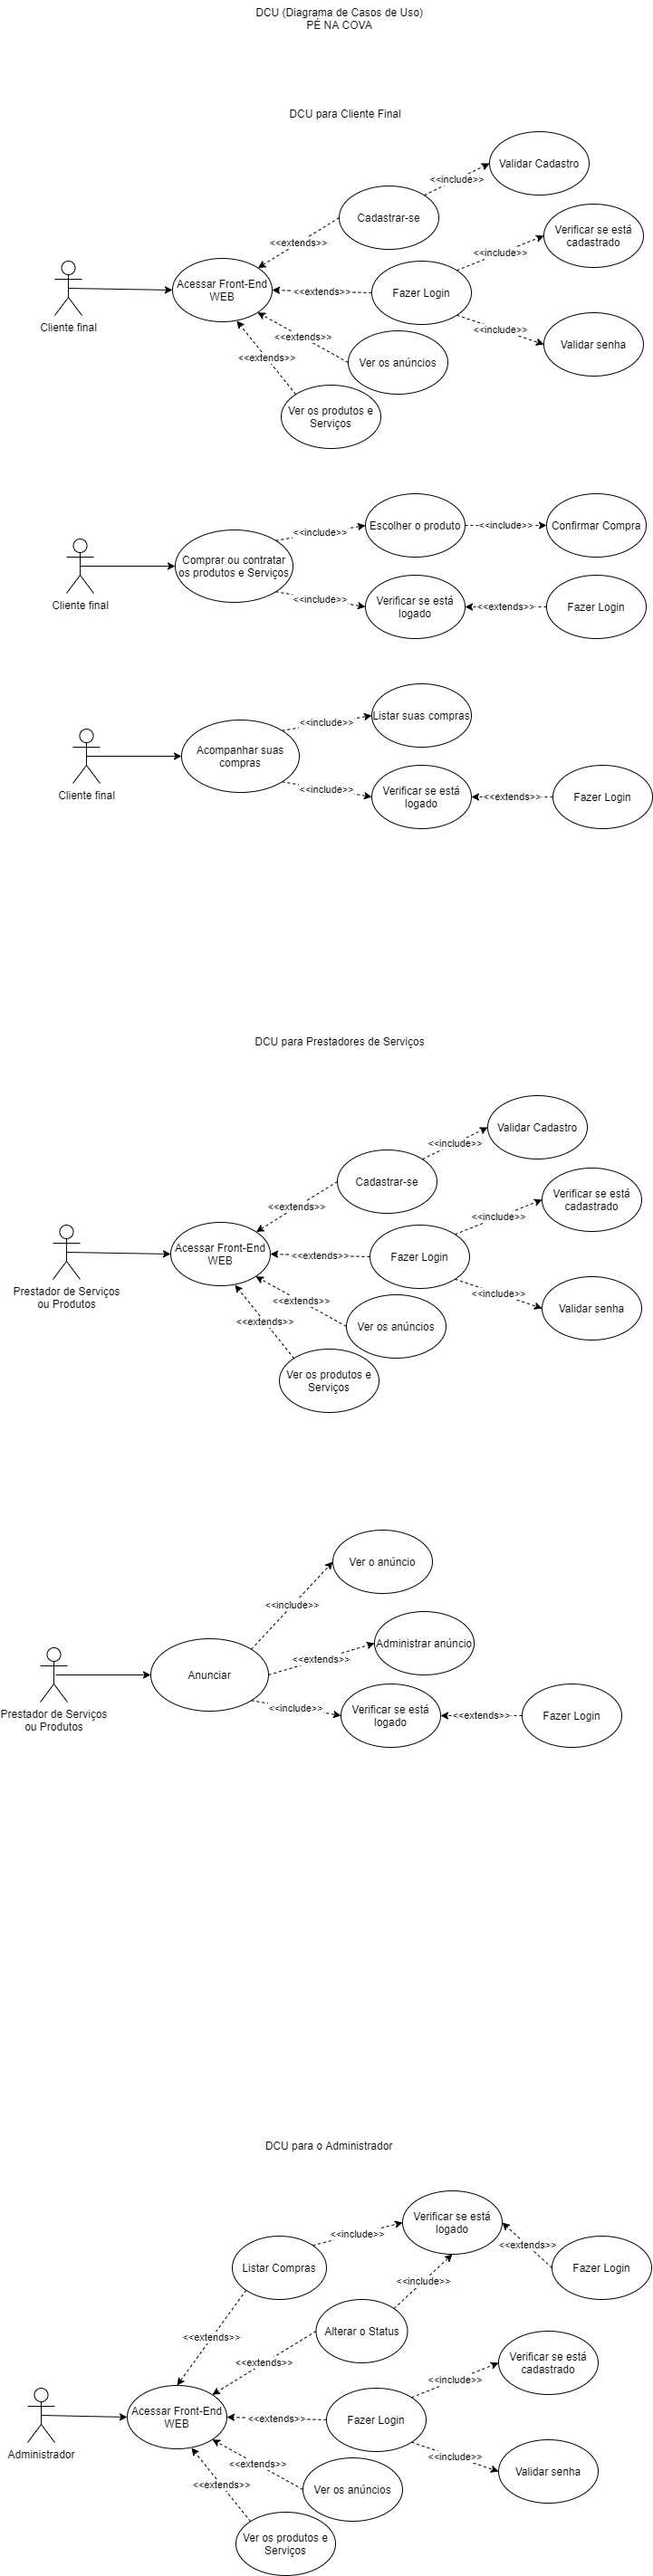 DCU (Diagrama de Casos de Uso)
PÉ NA COVA
DCU para Cliente Final
Validar Cadastro
<<include>>
Cadastrar-se
Verificar se está
cadastrado
<<extends>>
<<include>>
Acessar Front-End
WEB
<<extends>>
Fazer Login
Cliente final
<<include>>
<<extends>>
Validar senha
<<extends>>
Ver os anúncios
Ver os produtos e
Serviços
Escolher o produto
<<include>>
Confirmar Compra
<<include>>
Comprar ou contratar
os produtos e Serviços
<<include>>
Verificar se está
logado
<<extends>>
Fazer Login
Cliente final
Listar suas compras
<<include>>
Acompanhar suas
compras
<<include>>
Verificar se está
logado
<<extends>>
Fazer Login
Cliente final
DCU para Prestadores de Serviços
Validar Cadastro
<<include>>
Cadastrar-se
Verificar se está
cadastrado
<<extends>>
<<include>>
Acessar Front-End
WEB
<<extends>>
Fazer Login
Prestador de Serviços
ou Produtos
<<include>>
<<extends>>
Validar senha
<<extends>>
Ver os anúncios
Ver os produtos e
Serviços
Ver o anúncio
<<include>>
Administrar anúncio
<<extends>>
Anunciar
<<include>>
Verificar se está
logado
<<extends>>
Fazer Login
Prestador de Serviços
ou Produtos
DCU para o Administrador
Verificar se está
logado
<<include>>
<<extends>>
Listar Compras
Fazer Login
<<include>>
Alterar o Status
<<extends>>
<<extends>>
Verificar se está
cadastrado
<<include>>
Acessar Front-End
WEB
<<extends>>
Fazer Login
Administrador
<<include>>
<<extends>>
Validar senha
<<extends>>
Ver os anúncios
Ver os produtos e
Serviços